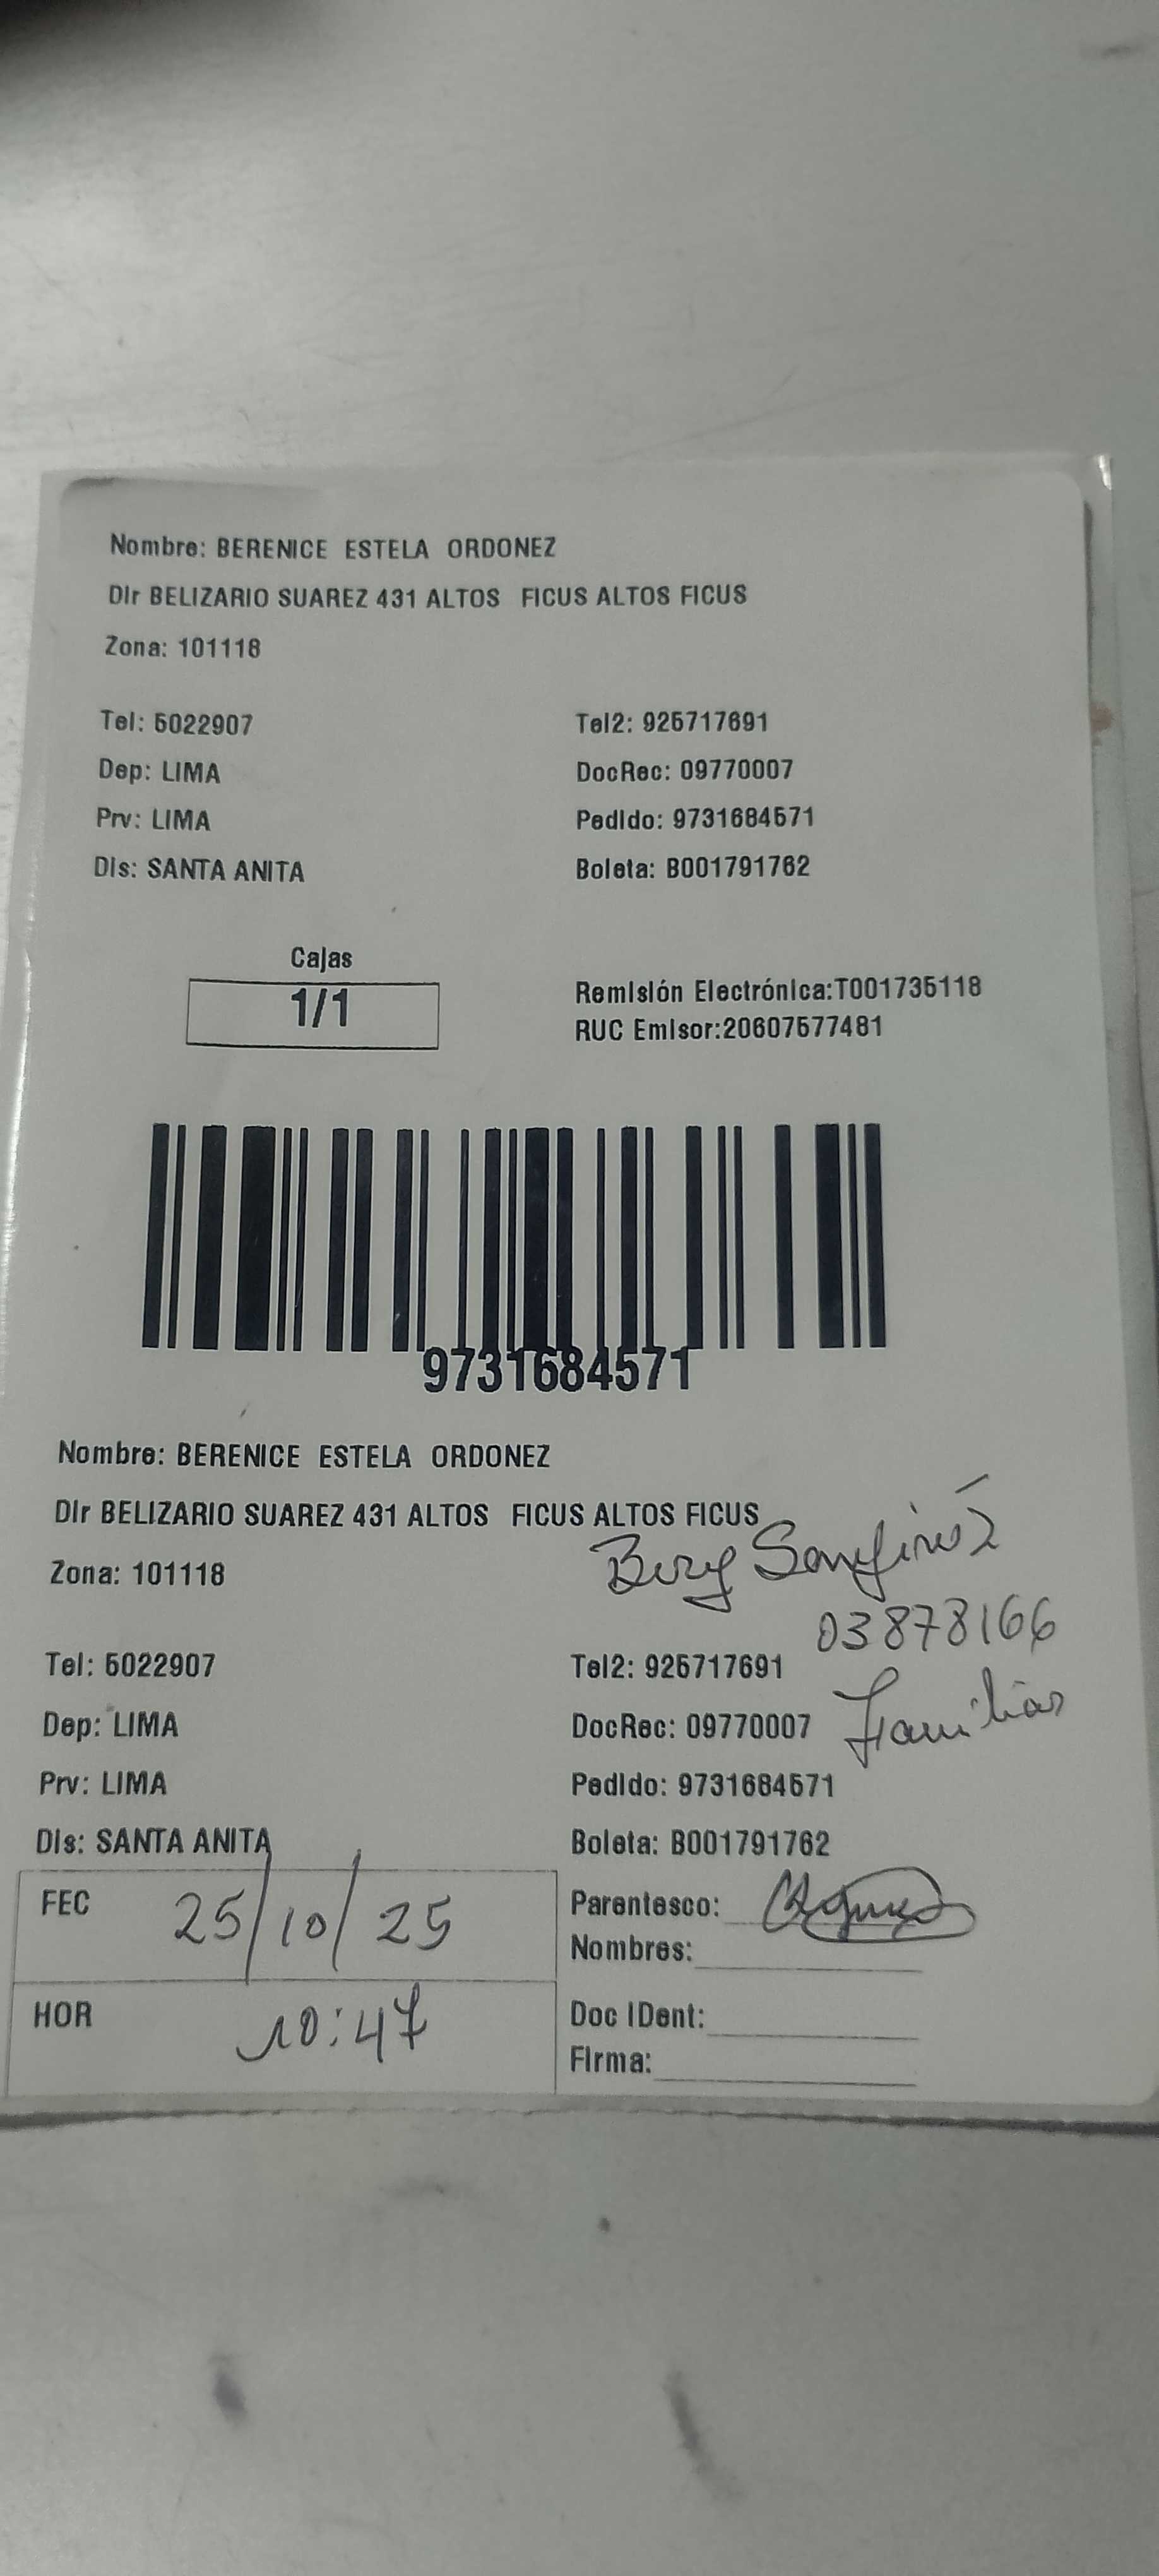 Nombre: BERENICE ESTELA ORDONEZ
Dir BELIZARIO SUAREZ 431 ALTOS FICUS ALTOS FICUS
Zona: 101118
Tel: 5022907 Tel2: 925717691
Dep: LIMA DocRec: 09770007
Prv: LIMA Pedido: 9731684571
Dis: SANTA ANITA Boleta: B001791762
Cajas
1/1
Remisión Electrónica:T001735118
RUC Emisor:20607577481
9731684571
Nombre: BERENICE ESTELA ORDONEZ
Dir BELIZARIO SUAREZ 431 ALTOS FICUS ALTOS FICUS
Zona: 101118
03878166
Tel: 5022907 Tel2: 925717691
Familiar
Dep: LIMA DocRec: 09770007
Prv: LIMA Pedido: 9731684571
Dis: SANTA ANITA Boleta: B001791762
FEC 25/10/25 Parentesco:
Nombres:
HOR 10:47 Doc IDent:
Firma: